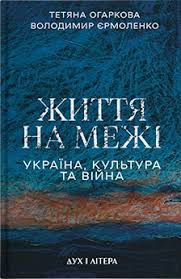 ТЕТЯНА ОГАРКОВА
ВОЛОДИМИР ЄРМОЛЕНКО
ЖИТТЯ
НА МЕЖІ
УКРАЇНА, КУЛЬТУРА
ТА ВІЙНА
ДУХ І ЛІТЕРА